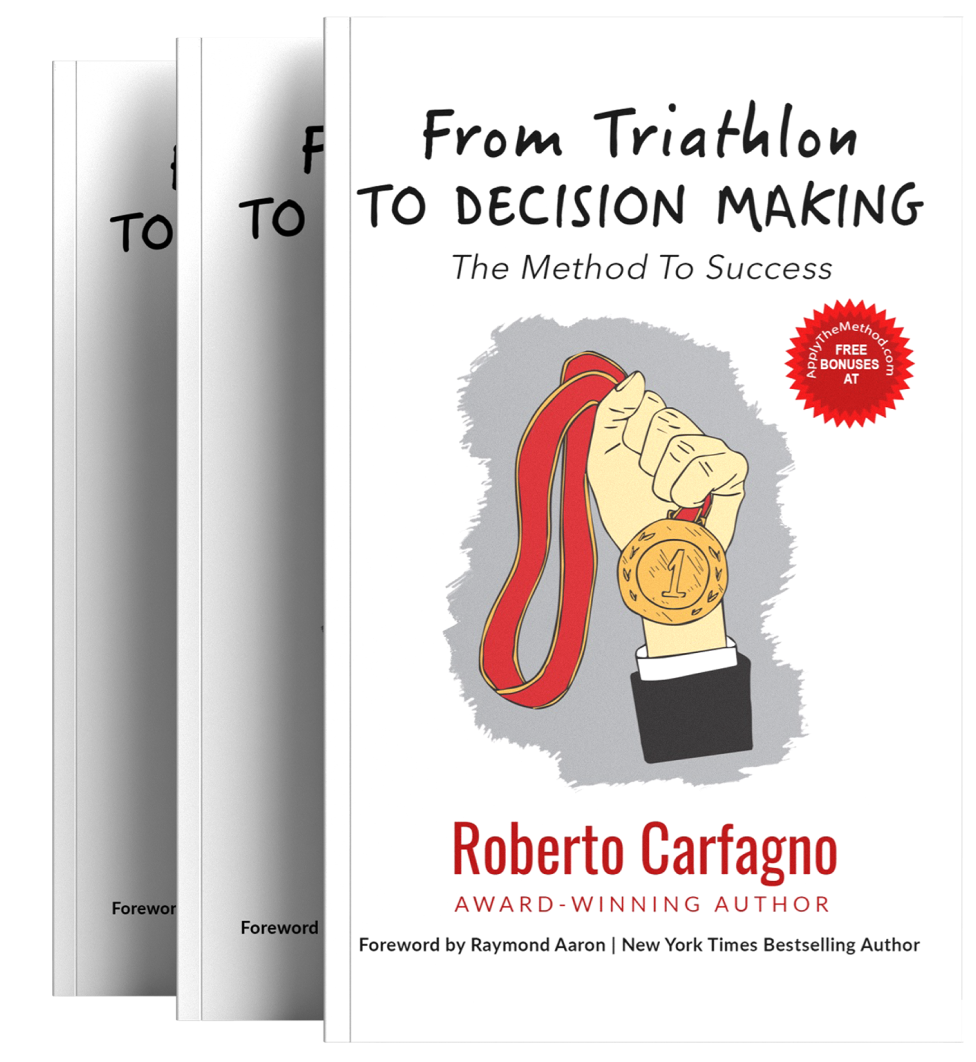 From Triathlon
TO DECISION MAKING
The Method To Success
ApplyTheMethod.com
FREE
BONUSES
AT
1
Roberto Carfagno
AWARD-WINNING AUTHOR
Foreword by Raymond Aaron | New York Times Bestselling Author
TO
Foreword
F
TO
Forewor